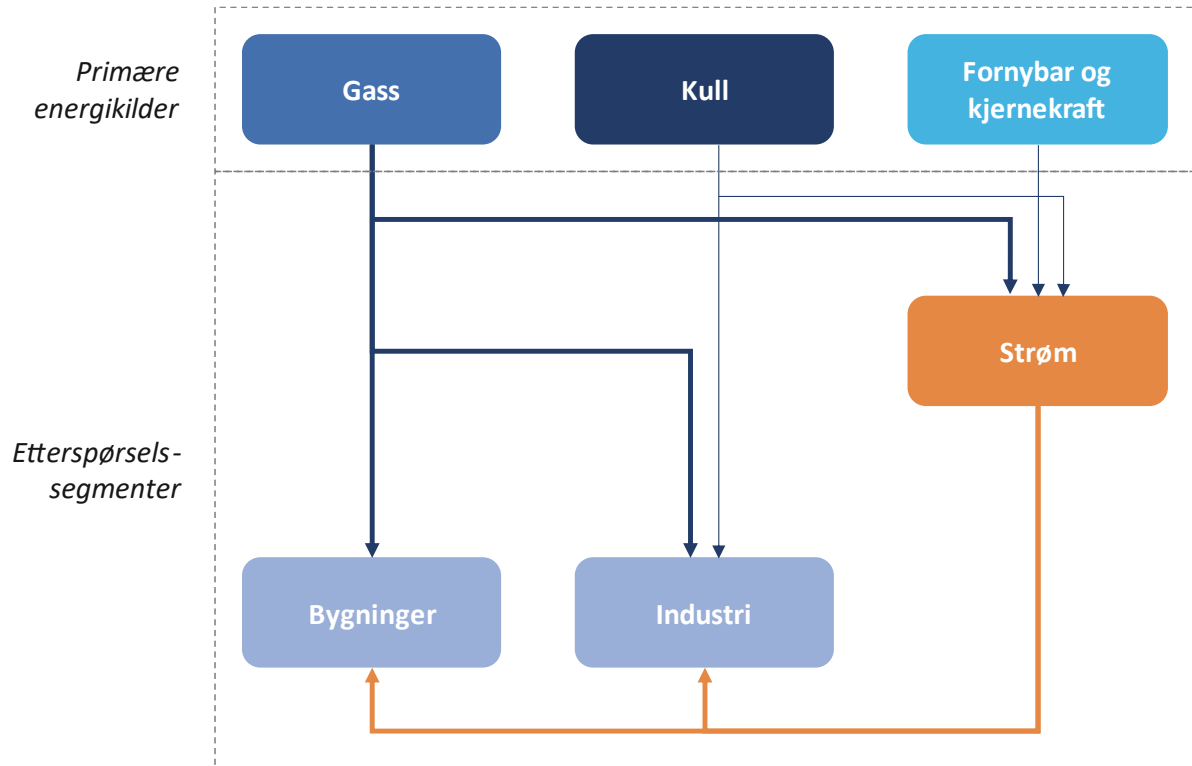 Primære
energikilder
Gass
Kull
Fornybar og
kjernekraft
Strøm
Etterspørsels-
segmenter
Bygninger
Industri